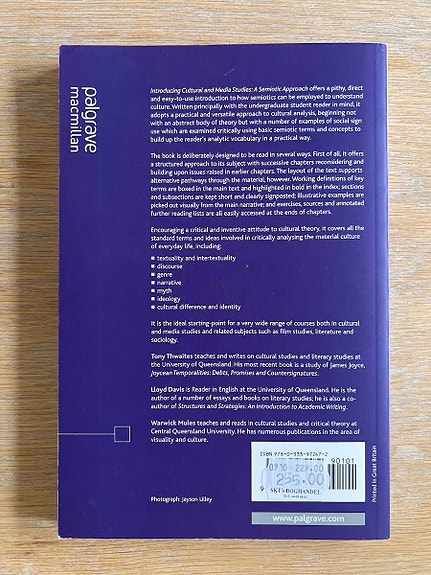 palgrave
macmillan
Introducing Cultural and Media Studies: A Semiotic Approach offers a pithy, direct
and easy-to-use introduction to how semiotics can be employed to understand
culture. Written principally with the undergraduate student reader in mind, it
adopts a practical and versatile approach to cultural analysis, beginning not
with an abstract body of theory but with a number of examples of social sign
use which are examined critically using basic semiotic terms and concepts to
build up the reader's analytic vocabulary in a practical way.
The book is deliberately designed to be read in several ways. First of all, it offers
a structured approach to its subject with successive chapters reconsidering and
building upon issues raised in earlier chapters. The layout of the text supports
alternative pathways through the material, however. Working definitions of key
terms are boxed in the main text and highlighted in bold in the index; sections
and subsections are kept short and clearly signposted; illustrative examples are
picked out visually from the main narrative; and exercises, sources and annotated
further reading lists are all easily accessed at the ends of chapters.
Encouraging a critical and inventive attitude to cultural theory, it covers all the
standard terms and ideas involved in critically analysing the material culture
of everyday life, including:
■ textuality and intertextuality
■ discourse
■ genre
■ narrative
■ myth
■ ideology
■ cultural difference and identity
It is the ideal starting-point for a very wide range of courses both in cultural
and media studies and related subjects such as film studies, literature and
sociology.
Tony Thwaites teaches and writes on cultural studies and literary studies at
the University of Queensland. His most recent book is a study of James Joyce,
Joycean Temporalities: Debts, Promises and Countersignatures.
Lloyd Davis is Reader in English at the University of Queensland. He is the
author of a number of essays and books on literary studies; he is also a co-
author of Structures and Strategies: An Introduction to Academic Writing.
Warwick Mules teaches and reads in cultural studies and critical theory at
Central Queensland University. He has numerous publications in the area of
visuality and culture.
ISBN 978-0-333-97247-2
90101
229.00
255.00
9
Printed in Great Britain
Photograph: Jayson Lilley
www.palgrave.com